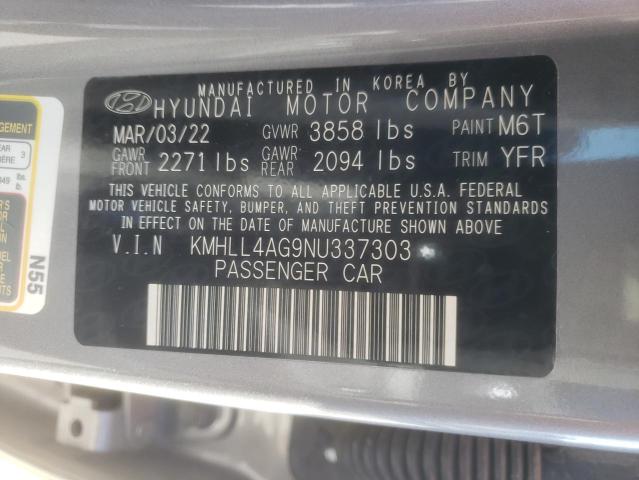 MANUFACTURED IN KOREA BY
HYUNDAI MOTOR COMPANY
MAR/03/22 GVWR 3858 lbs PAINT M6T
GAWR FRONT 2271 lbs GAWR REAR 2094 lbs TRIM YFR
THIS VEHICLE CONFORMS TO ALL APPLICABLE U.S.A. FEDERAL
MOTOR VEHICLE SAFETY, BUMPER, AND THEFT PREVENTION STANDARDS
IN EFFECT ON THE DATE OF MANUFACTURE SHOWN ABOVE.
V.I.N KMHLL4AG9NU337303 *
PASSENGER CAR
N55
3
lbs.